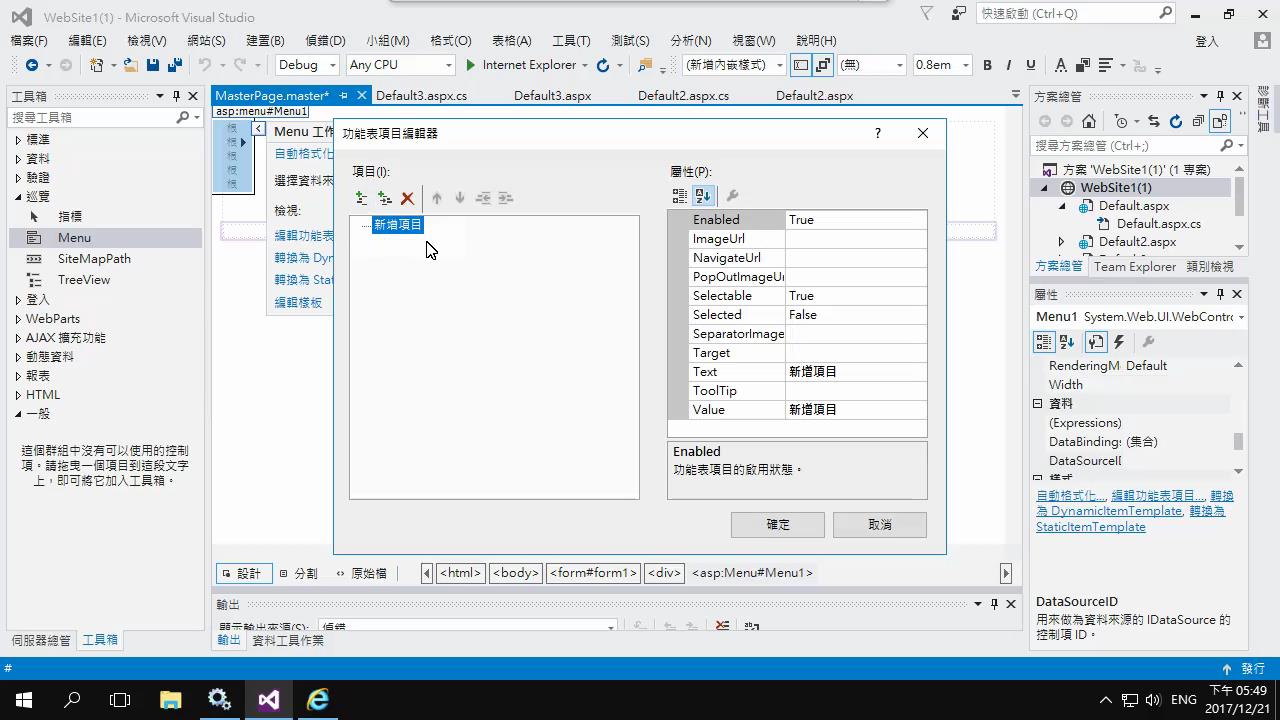 WebSite1(1) - Microsoft Visual Studio
快速啟動 (Ctrl+Q)
檔案(F) 編輯(E) 檢視(V) 網站(S) 建置(B) 偵錯(D) 小組(M) 格式(O) 表格(A) 工具(T) 測試(S) 分析(N) 視窗(W) 說明(H) 登入
Debug Any CPU Internet Explorer (新增內嵌樣式) (無) 0.8em B I U A
工具箱
搜尋工具箱
標準
資料
驗證
巡覽
指標
Menu
SiteMapPath
TreeView
登入
WebParts
AJAX 擴充功能
動態資料
報表
HTML
一般
這個群組中沒有可以使用的控制
項。請拖曳一個項目到這段文字
上，即可將它加入工具箱。
伺服器總管 工具箱
MasterPage.master* Default3.aspx.cs Default3.aspx Default2.aspx.cs Default2.aspx
asp:menu#Menu1
根
根
根
根
根
Menu 工作
自動格式化
選擇資料來
檢視:
編輯功能表
轉換為 Dyn
轉換為 Stat
編輯樣板
功能表項目編輯器
?
項目(I):
新增項目
屬性(P):
Enabled True
ImageUrl
NavigateUrl
PopOutImageUr
Selectable True
Selected False
SeparatorImage
Target
Text 新增項目
ToolTip
Value 新增項目
Enabled
功能表項目的啟用狀態。
確定 取消
設計 分割 原始檔 <html> <body> <form#form1> <div> <asp:Menu#Menu1>
輸出
顯示輸出來源(S): 偵錯
輸出 資料工作作業
方案總管
搜尋方案總管 (Ctrl+;)
方案 'WebSite1(1)' (1 專案)
WebSite1(1)
Default.aspx
Default.aspx.cs
Default2.aspx
方案總管 Team Explorer 類別檢視
屬性
Menu1 System.Web.UI.WebContro
RenderingM Default
Width
資料
(Expressions)
DataBinding (集合)
DataSourceI
樣式
自動格式化..., 編輯功能表項目..., 轉換
為 DynamicItemTemplate, 轉換為
StaticItemTemplate
DataSourceID
用來做為資料來源的 IDataSource 的
控制項 ID。
#
發行
ENG
下午 05:49
2017/12/21